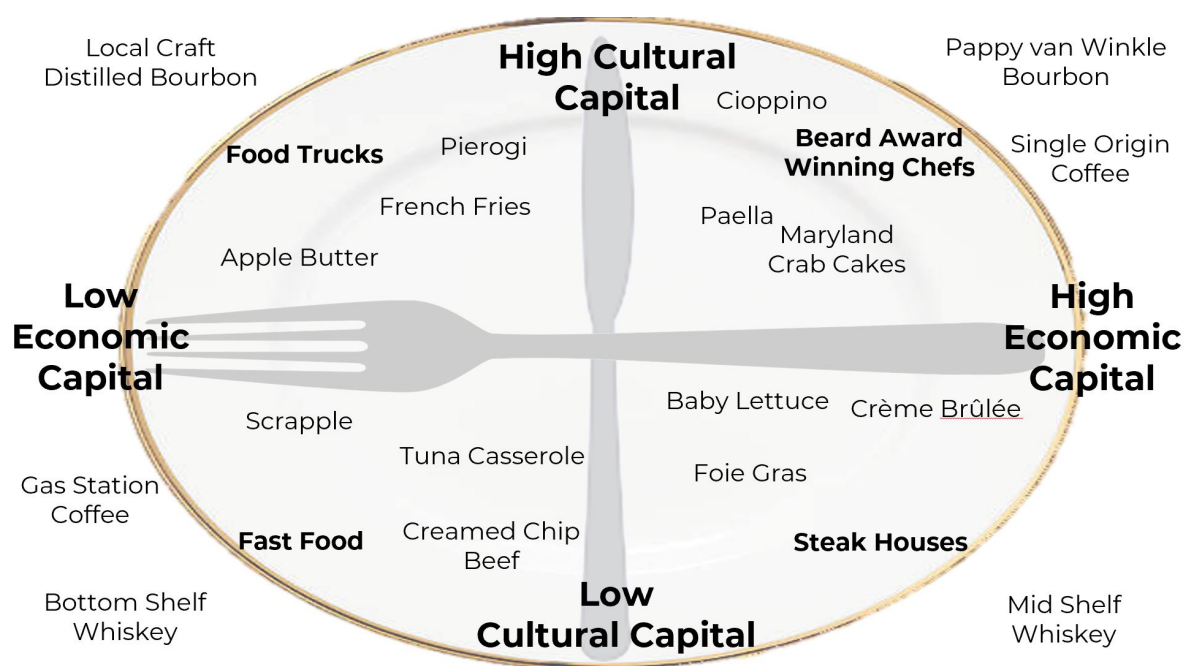 Local Craft
Distilled Bourbon
High Cultural
Capital
Pappy van Winkle
Bourbon
Cioppino
Food Trucks
Pierogi
Beard Award
Winning Chefs
Single Origin
Coffee
French Fries
Paella
Maryland
Crab Cakes
Apple Butter
Low
Economic
Capital
High
Economic
Capital
Scrapple
Baby Lettuce
Crème Brûlée
Tuna Casserole
Foie Gras
Gas Station
Coffee
Fast Food
Creamed Chip
Beef
Steak Houses
Bottom Shelf
Whiskey
Low
Cultural Capital
Mid Shelf
Whiskey